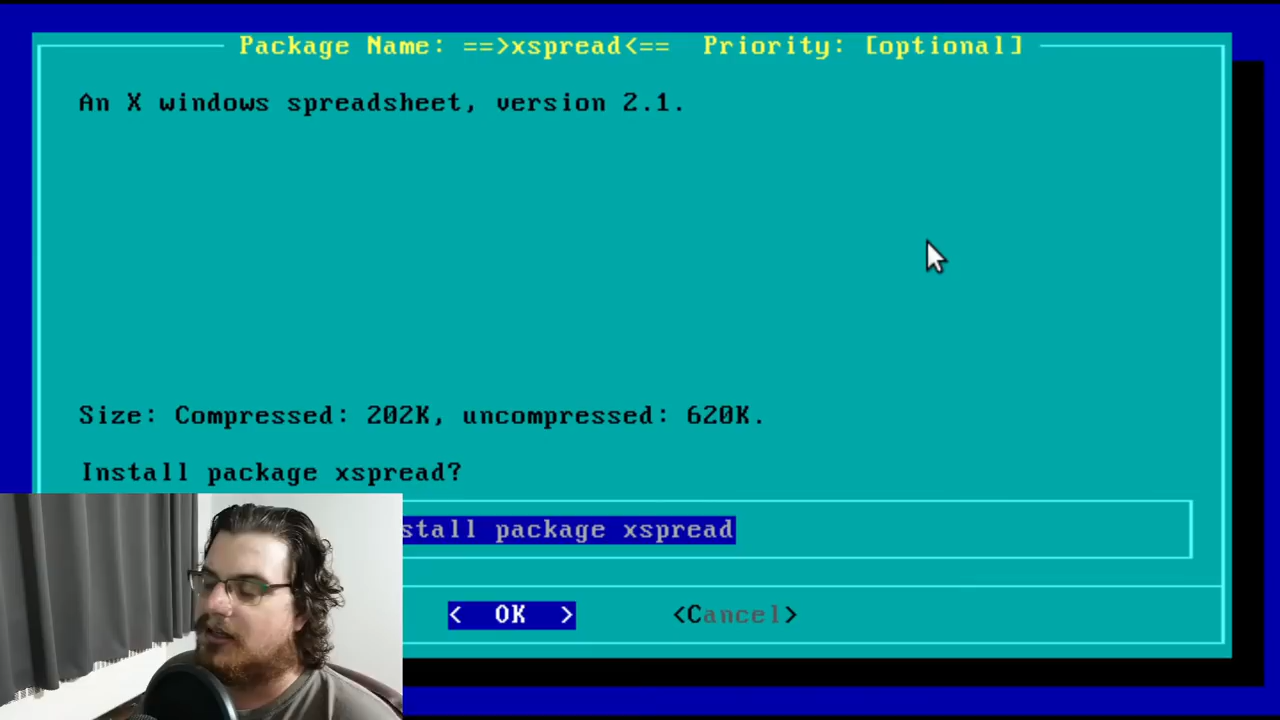 Package Name: ==>xspread<== Priority: [optional]
An X windows spreadsheet, version 2.1.
Size: Compressed: 202K, uncompressed: 620K.
Install package xspread?
package xspread
< OK > <Cancel>